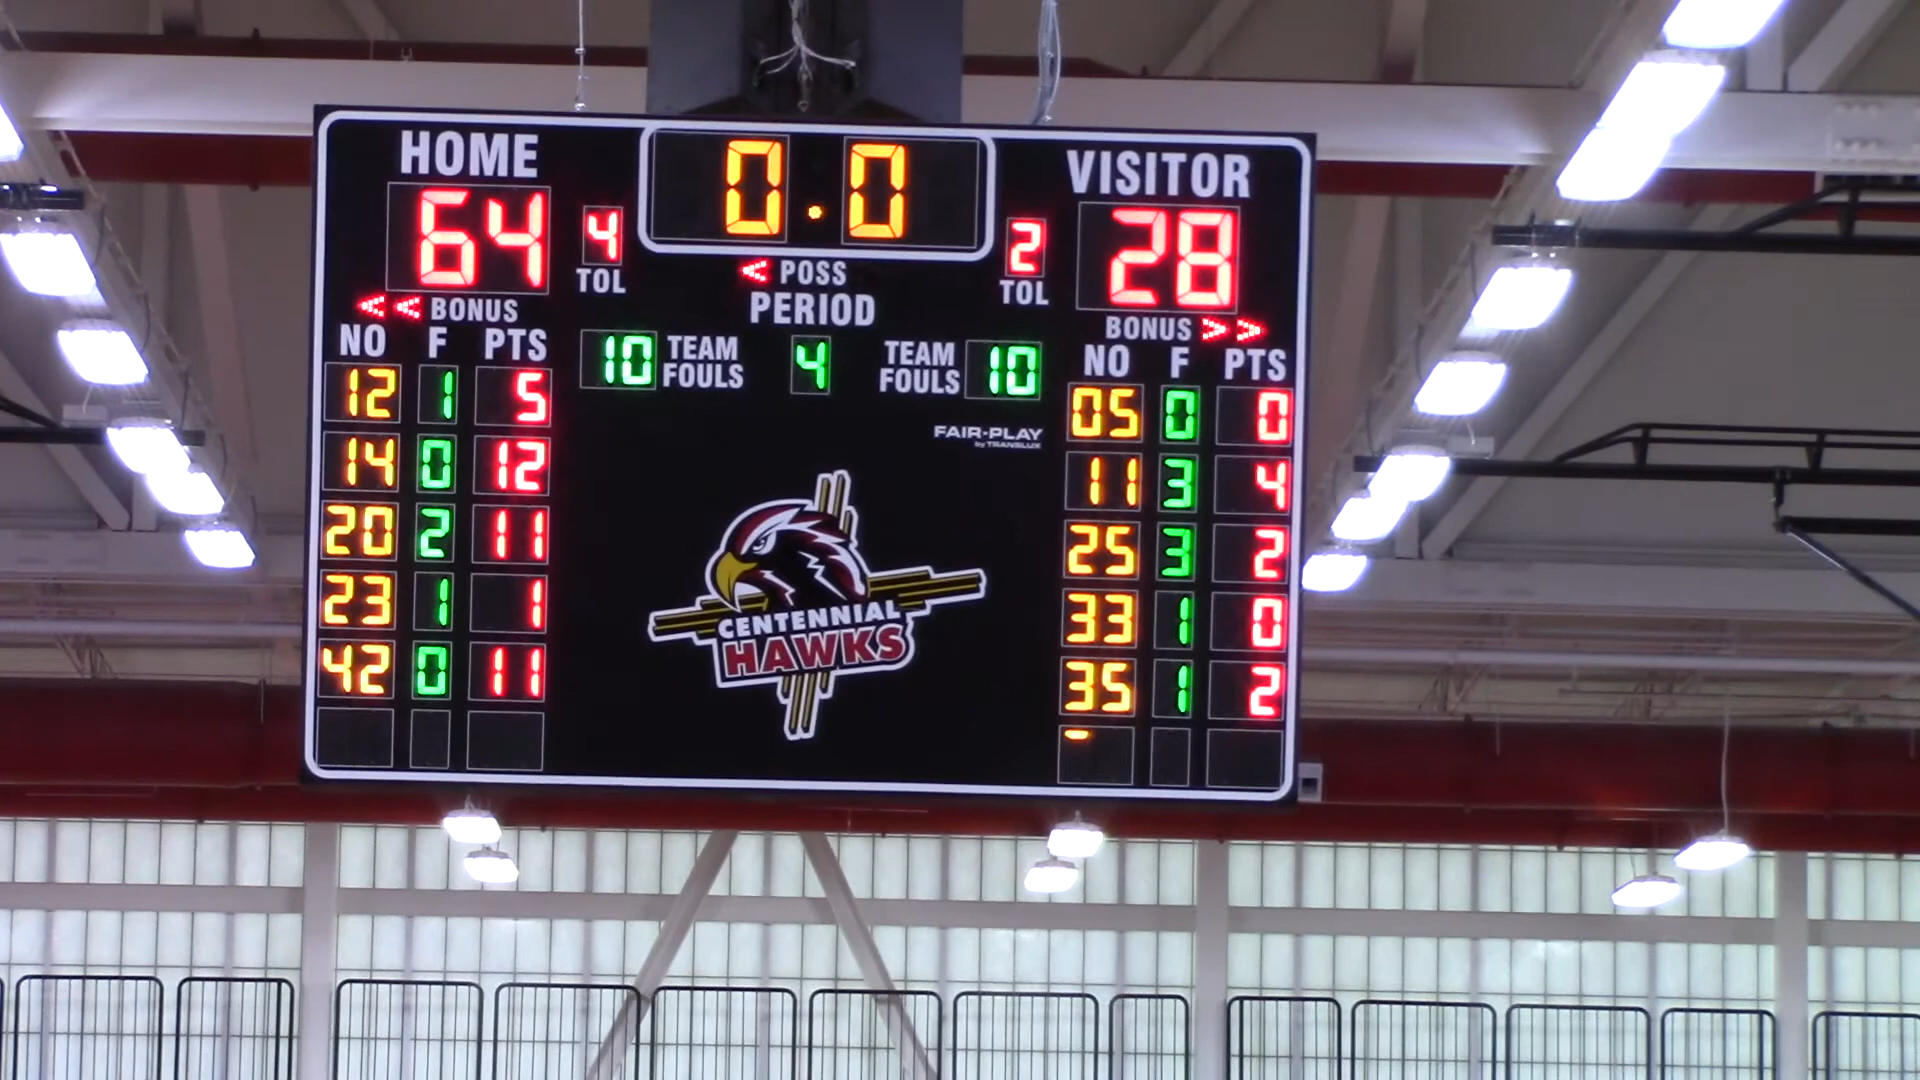 HOME 0.0 VISITOR
64 4 2 28
TOL < POSS TOL
<< BONUS PERIOD BONUS >>
NO F PTS 10 TEAM FOULS 4 TEAM FOULS 10 NO F PTS
12 1 5 05 0 0
FAIR-PLAY
by TRANS-LUX
14 0 12 11 3 4
20 2 11 25 3 2
23 1 1 33 1 0
CENTENNIAL
HAWKS
42 0 11 35 1 2